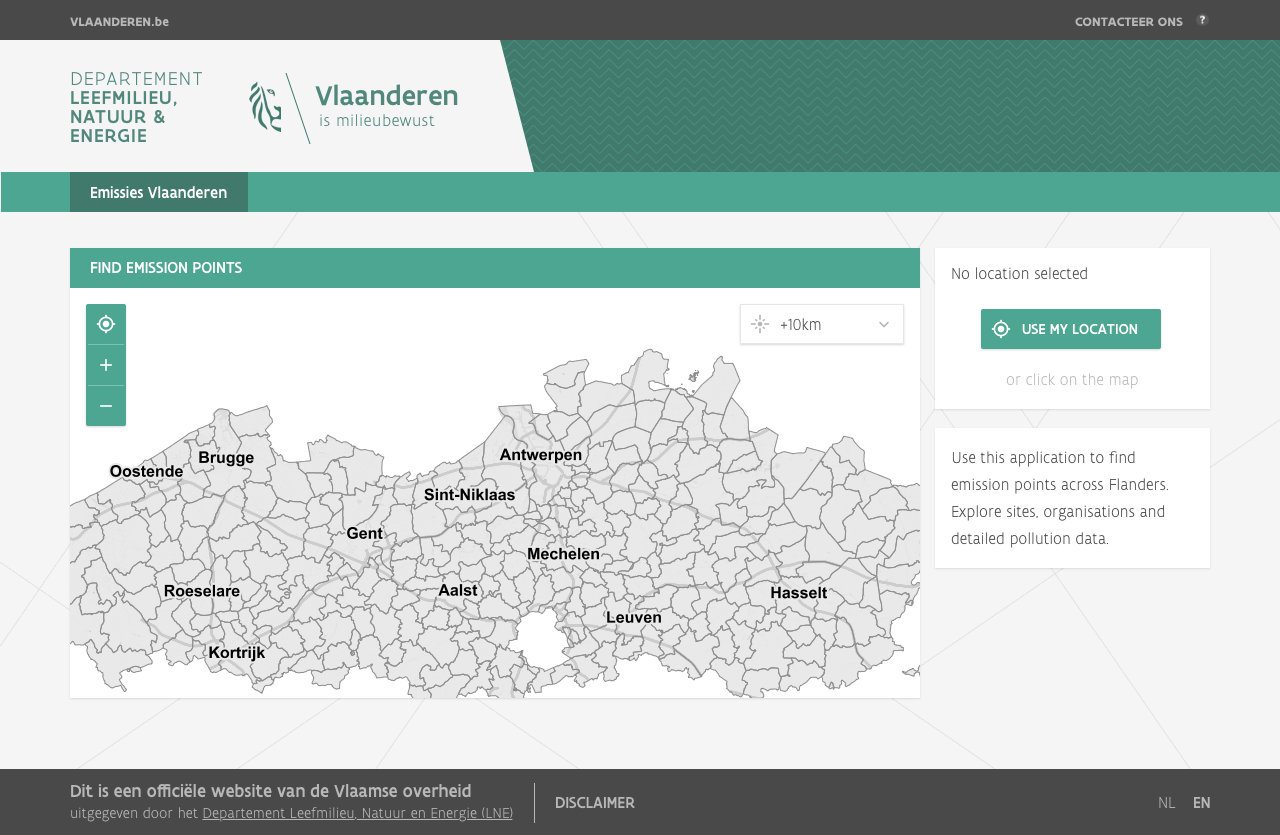 VLAANDEREN.be
CONTACTEER ONS ?
DEPARTEMENT
LEEFMILIEU,
NATUUR &
ENERGIE
Vlaanderen
is milieubewust
Emissies Vlaanderen
FIND EMISSION POINTS
+10km
+
−
Brugge
Oostende
Antwerpen
Sint-Niklaas
Gent
Mechelen
Roeselare
Aalst
Hasselt
Leuven
Kortrijk
No location selected
USE MY LOCATION
or click on the map
Use this application to find
emission points across Flanders.
Explore sites, organisations and
detailed pollution data.
Dit is een officiële website van de Vlaamse overheid
uitgegeven door het Departement Leefmilieu, Natuur en Energie (LNE)
DISCLAIMER
NL EN